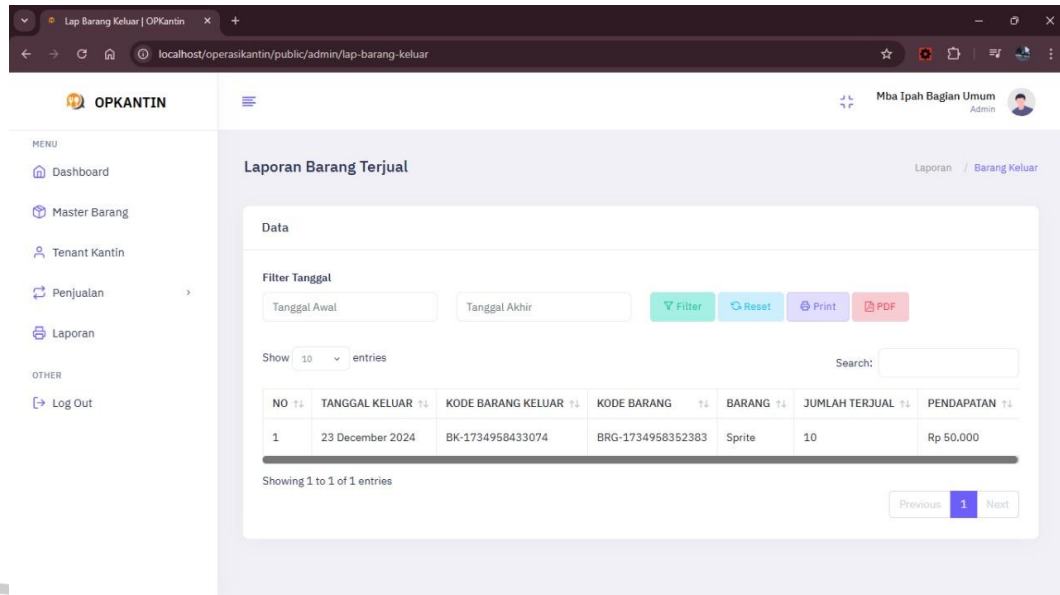 Lap Barang Keluar | OPKantin
localhost/operasikantin/public/admin/lap-barang-keluar
OPKANTIN
Mba Ipah Bagian Umum
Admin
MENU
Dashboard
Master Barang
Tenant Kantin
Penjualan
Laporan
OTHER
Log Out
Laporan Barang Terjual
Laporan / Barang Keluar
Data
Filter Tanggal
Tanggal Awal Tanggal Akhir Filter Reset Print PDF
Show 10 entries Search:
NO TANGGAL KELUAR KODE BARANG KELUAR KODE BARANG BARANG JUMLAH TERJUAL PENDAPATAN
1 23 December 2024 BK-1734958433074 BRG-1734958352383 Sprite 10 Rp 50.000
Showing 1 to 1 of 1 entries
Previous 1 Next